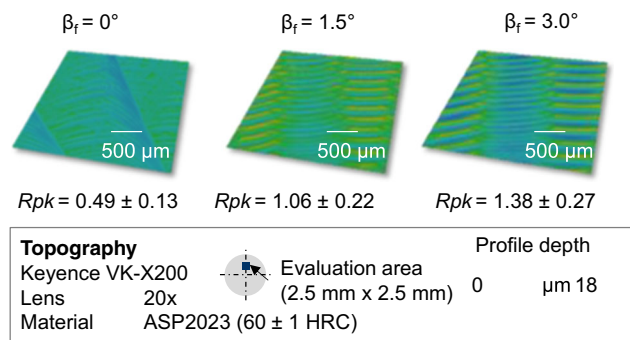 βf = 0°
βf = 1.5°
βf = 3.0°
500 μm
500 μm
500 μm
Rpk = 0.49 ± 0.13
Rpk = 1.06 ± 0.22
Rpk = 1.38 ± 0.27
Topography
Keyence VK-X200
Lens 20x
Material ASP2023 (60 ± 1 HRC)
Evaluation area
(2.5 mm x 2.5 mm)
Profile depth
0 μm 18